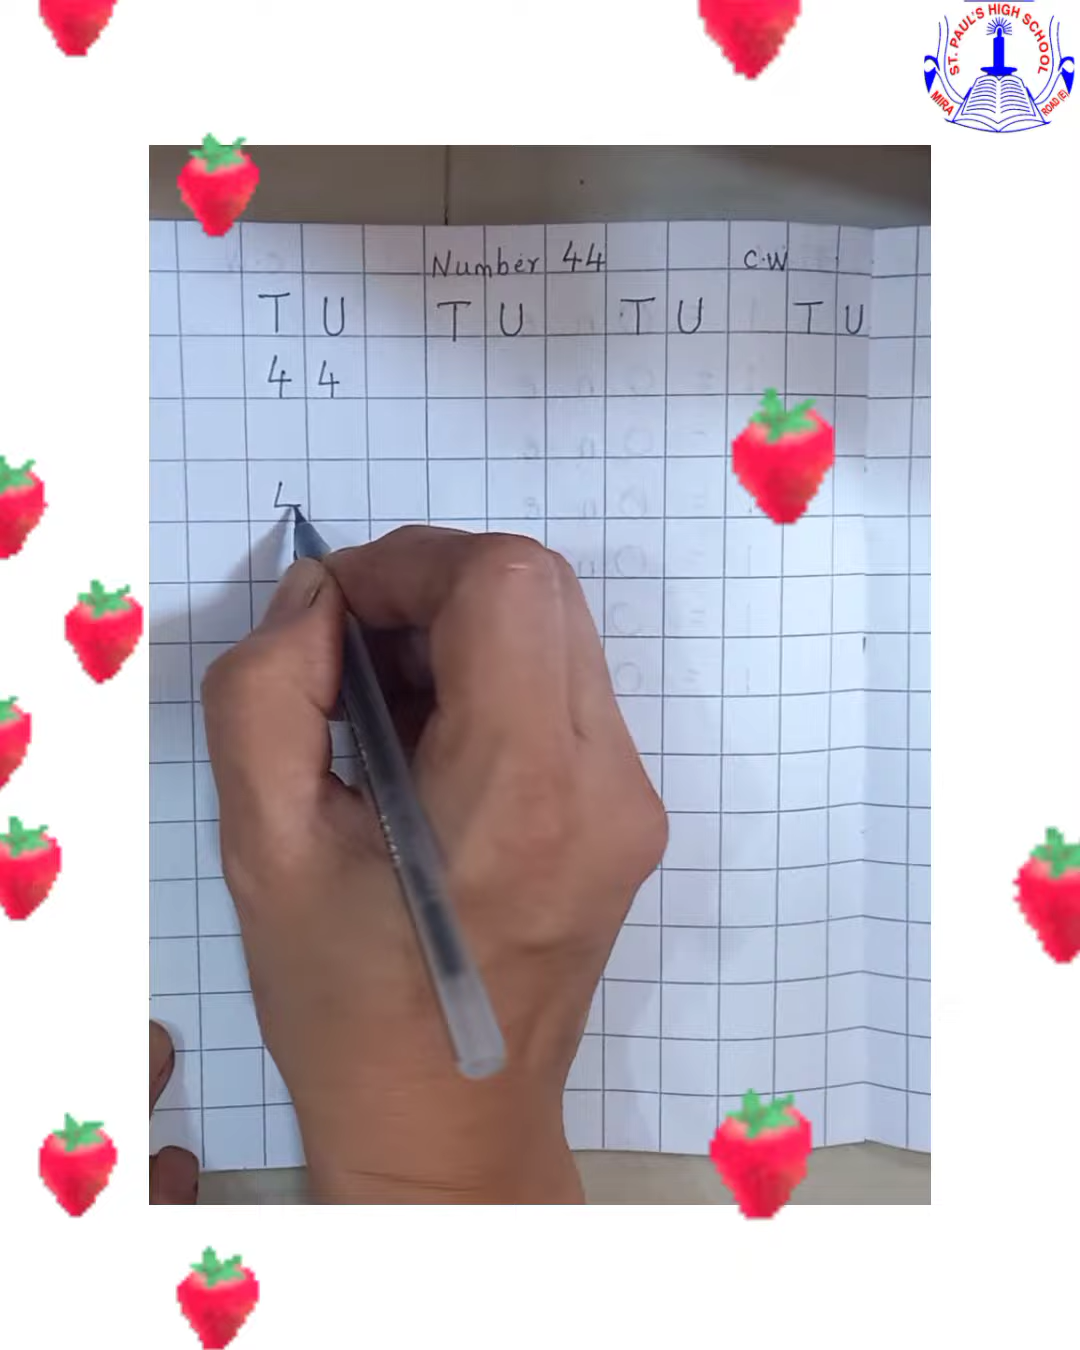 ST. PAUL'S HIGH SCHOOL
MIRA ROAD (E)
Number 44 C.W
T U T U T U T U
4 4
4